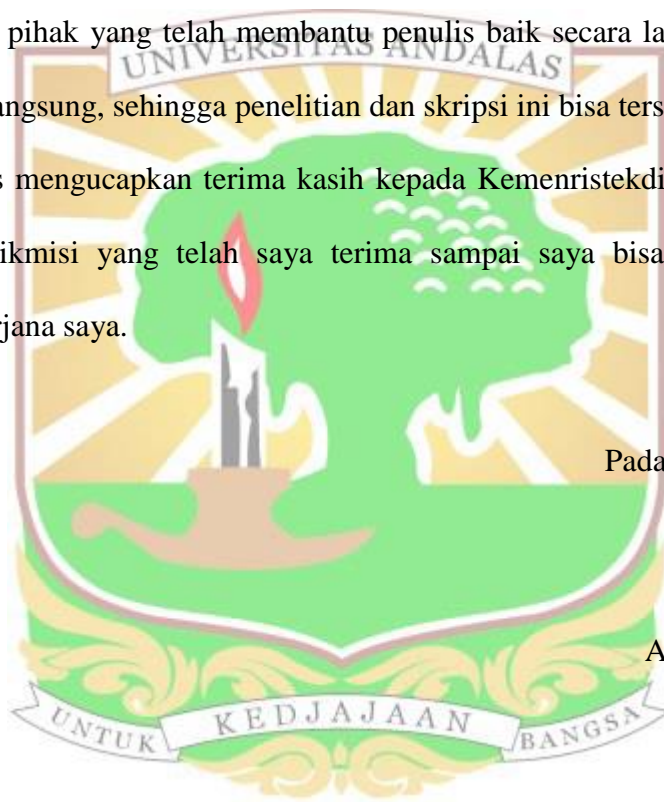 pihak yang telah membantu penulis baik secara la
UNIVERSITAS ANDALAS
angsung, sehingga penelitian dan skripsi ini bisa ters
s mengucapkan terima kasih kepada Kemenristekdi
ikmisi yang telah saya terima sampai saya bisa
rjana saya.
Pada
A
UNTUK KEDJAJAAN BANGSA